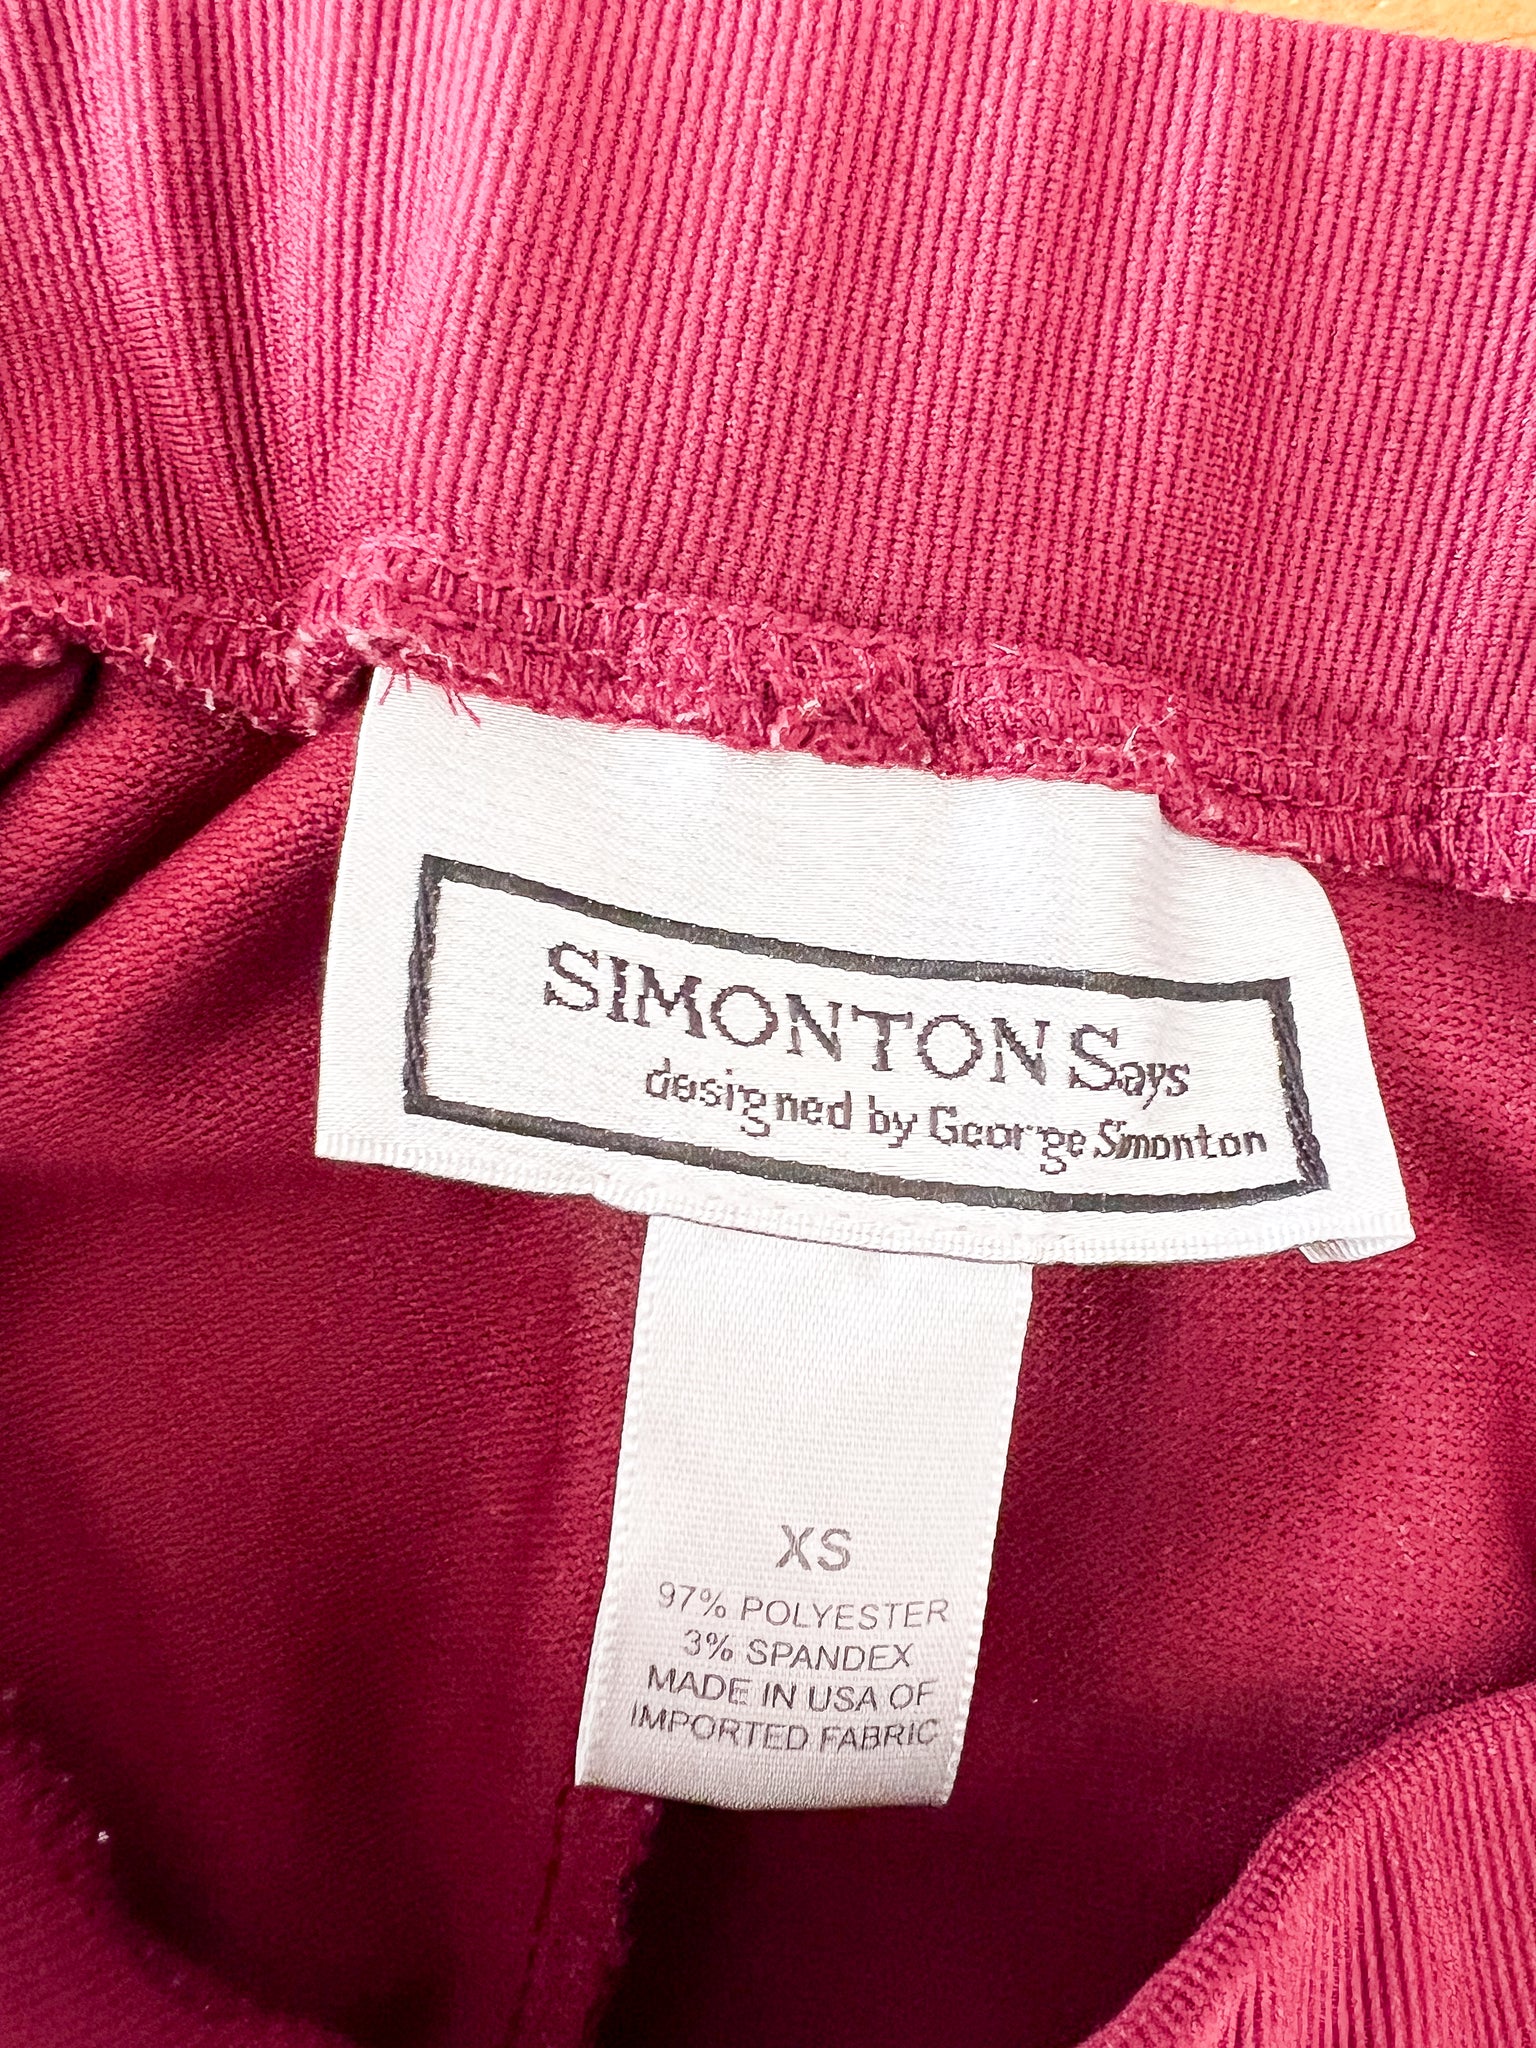 SIMONTON Says
designed by George Simonton
XS
97% POLYESTER
3% SPANDEX
MADE IN USA OF
IMPORTED FABRIC